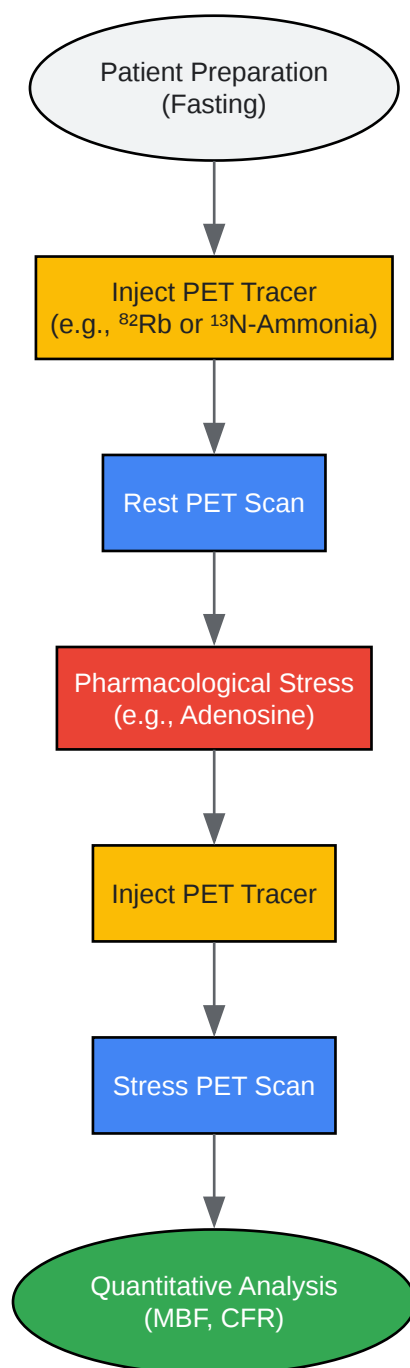 Patient Preparation
(Fasting)
Inject PET Tracer
(e.g., ⁸²Rb or ¹³N-Ammonia)
Rest PET Scan
Pharmacological Stress
(e.g., Adenosine)
Inject PET Tracer
Stress PET Scan
Quantitative Analysis
(MBF, CFR)